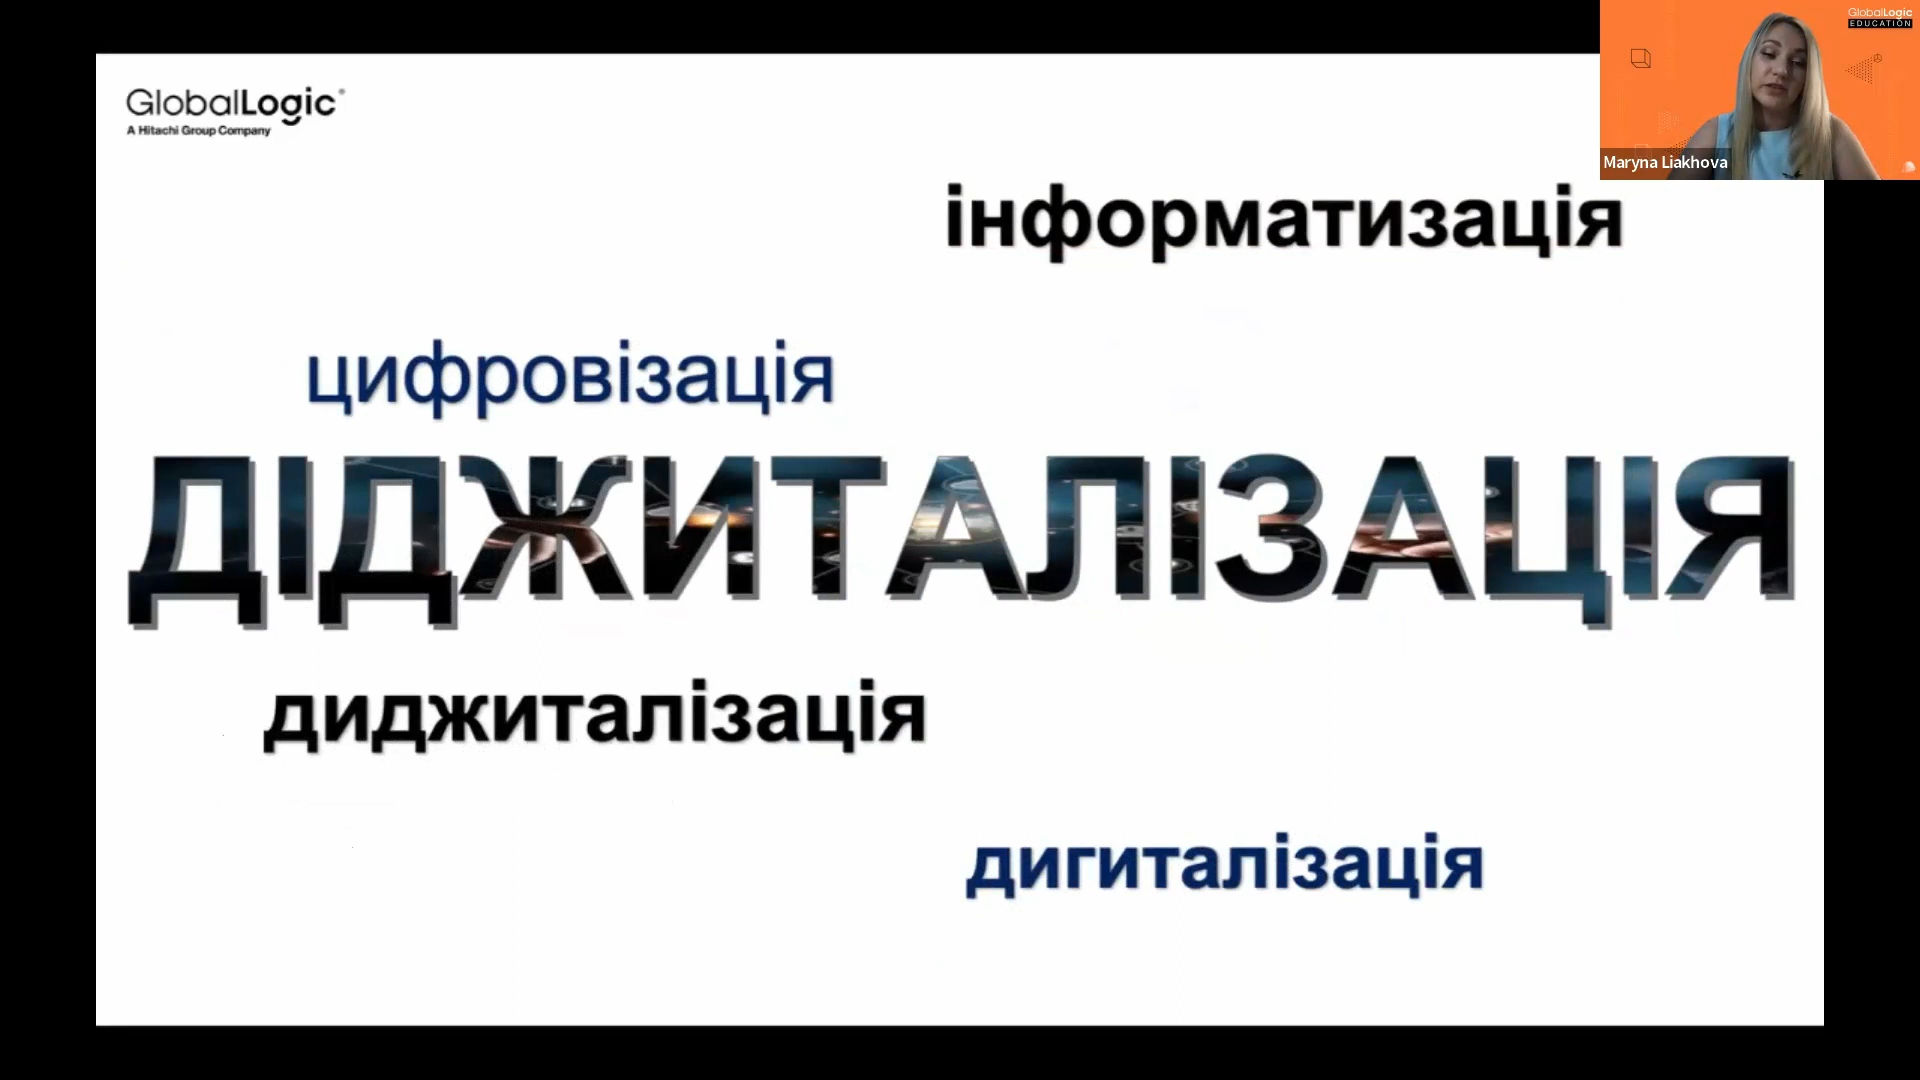 GlobalLogic
A Hitachi Group Company
GlobalLogic
EDUCATION
Maryna Liakhova
інформатизація
цифровізація
ДІДЖИТАЛІЗАЦІЯ
диджиталізація
дигиталізація